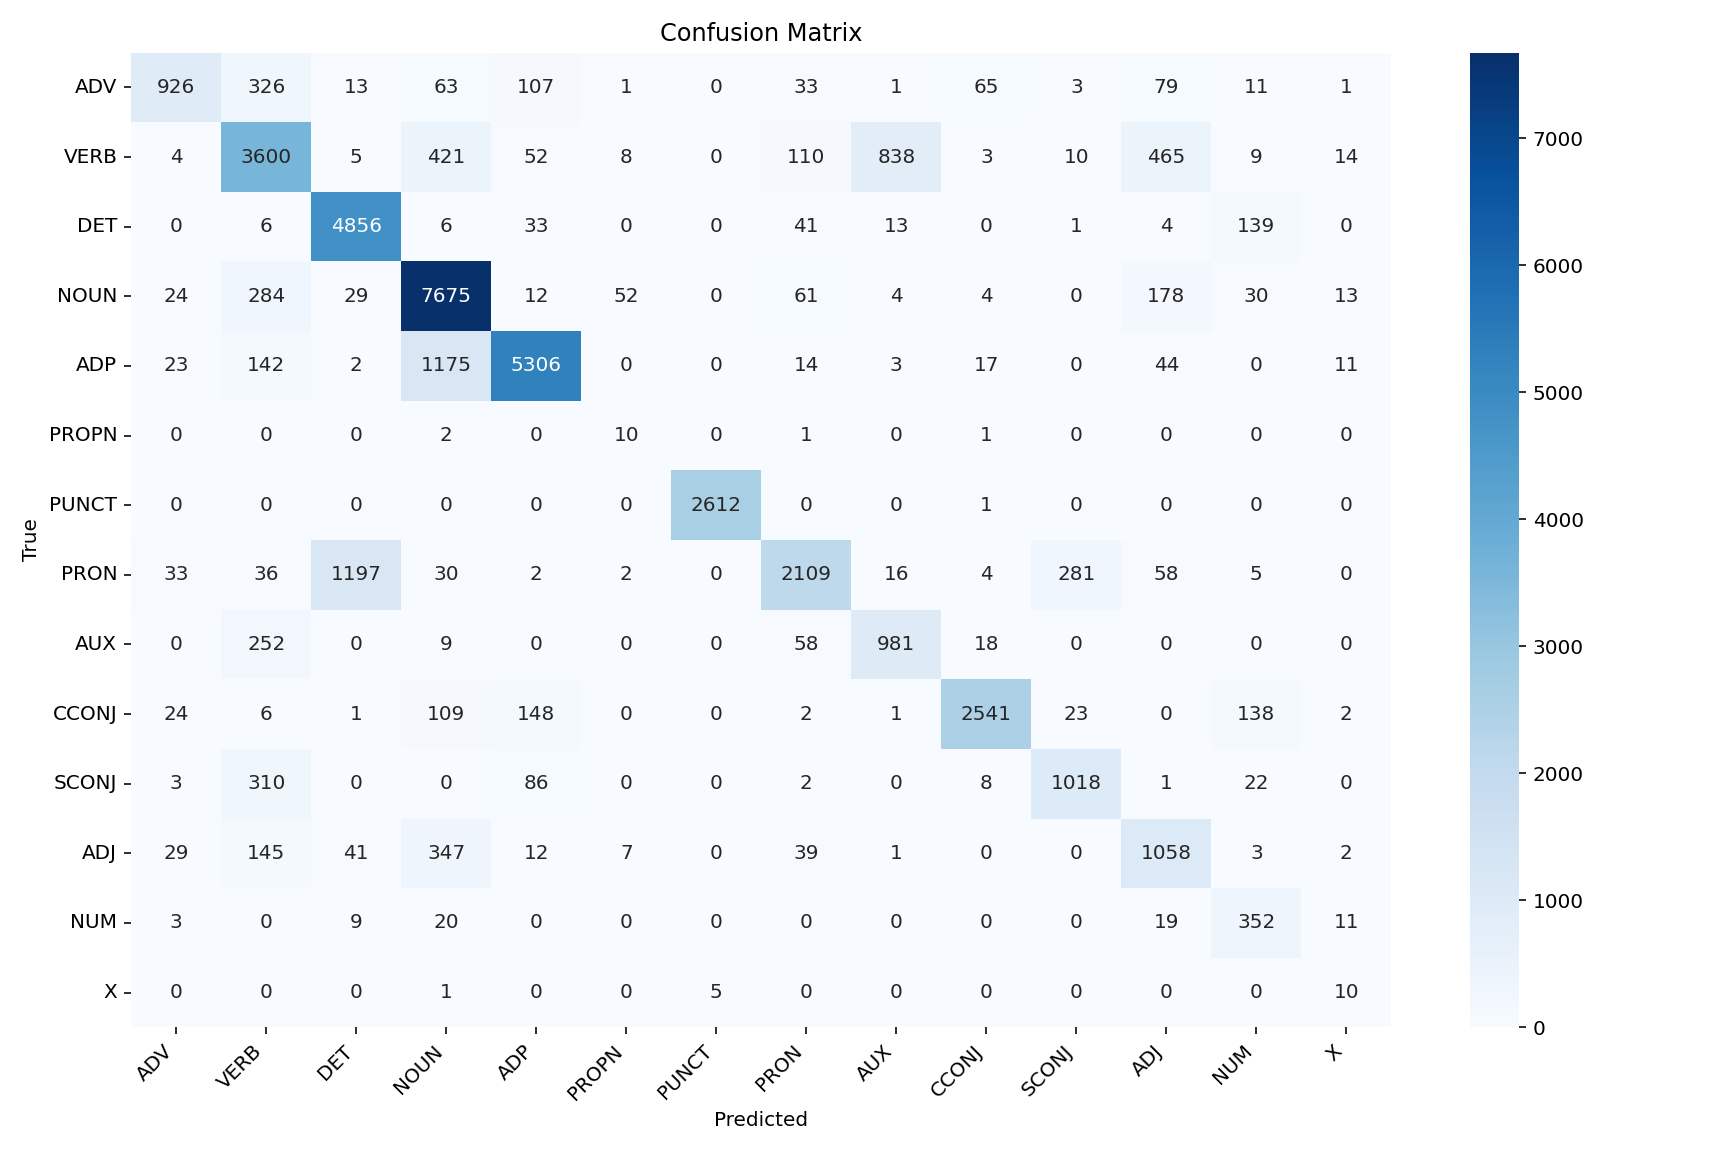 Confusion Matrix
ADV 926 326 13 63 107 1 0 33 1 65 3 79 11 1
VERB 4 3600 5 421 52 8 0 110 838 3 10 465 9 14
DET 0 6 4856 6 33 0 0 41 13 0 1 4 139 0
NOUN 24 284 29 7675 12 52 0 61 4 4 0 178 30 13
ADP 23 142 2 1175 5306 0 0 14 3 17 0 44 0 11
PROPN 0 0 0 2 0 10 0 1 0 1 0 0 0 0
PUNCT 0 0 0 0 0 0 2612 0 0 1 0 0 0 0
PRON 33 36 1197 30 2 2 0 2109 16 4 281 58 5 0
AUX 0 252 0 9 0 0 0 58 981 18 0 0 0 0
CCONJ 24 6 1 109 148 0 0 2 1 2541 23 0 138 2
SCONJ 3 310 0 0 86 0 0 2 0 8 1018 1 22 0
ADJ 29 145 41 347 12 7 0 39 1 0 0 1058 3 2
NUM 3 0 9 20 0 0 0 0 0 0 0 19 352 11
X 0 0 0 1 0 0 5 0 0 0 0 0 0 10
ADV VERB DET NOUN ADP PROPN PUNCT PRON AUX CCONJ SCONJ ADJ NUM X
Predicted
True
7000
6000
5000
4000
3000
2000
1000
0